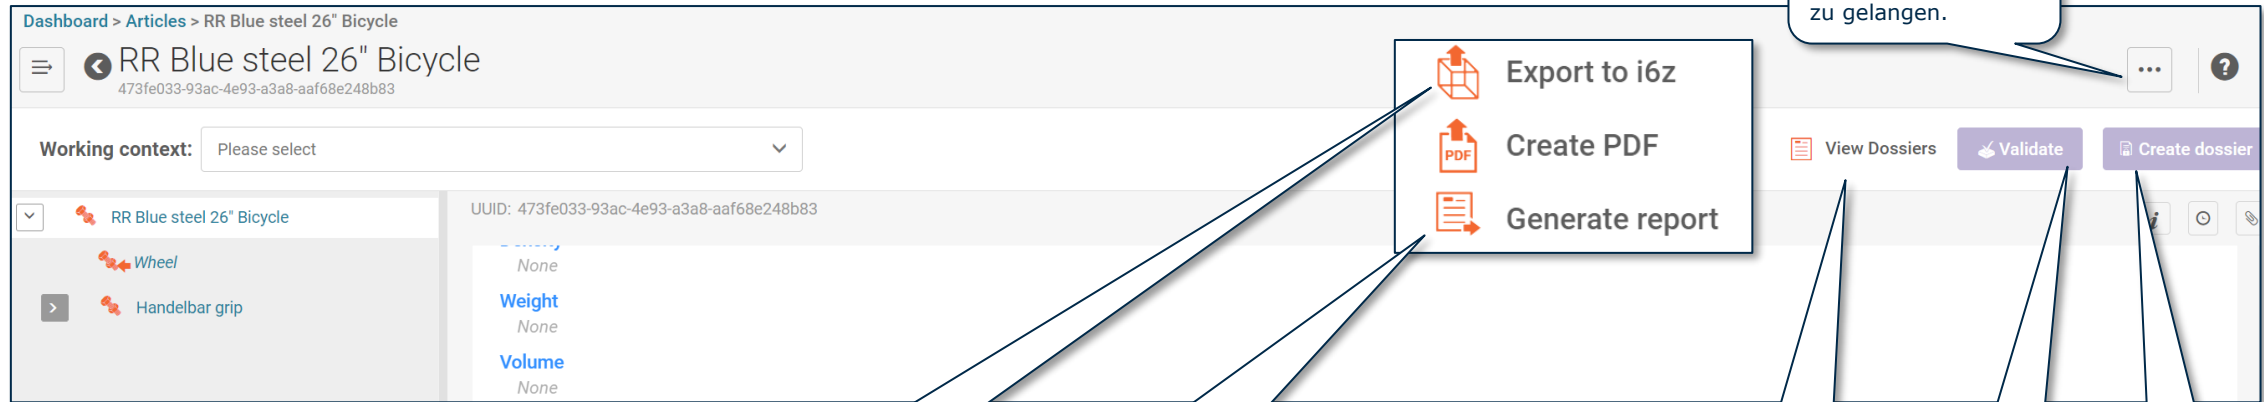 zu gelangen.
Dashboard > Articles > RR Blue steel 26" Bicycle
RR Blue steel 26" Bicycle
473fe033-93ac-4e93-a3a8-aaf68e248b83
Export to i6z
Create PDF
PDF
Generate report
Working context: Please select
View Dossiers
Validate
Create dossier
RR Blue steel 26" Bicycle
Wheel
Handelbar grip
UUID: 473fe033-93ac-4e93-a3a8-aaf68e248b83
None
Weight
None
Volume
None